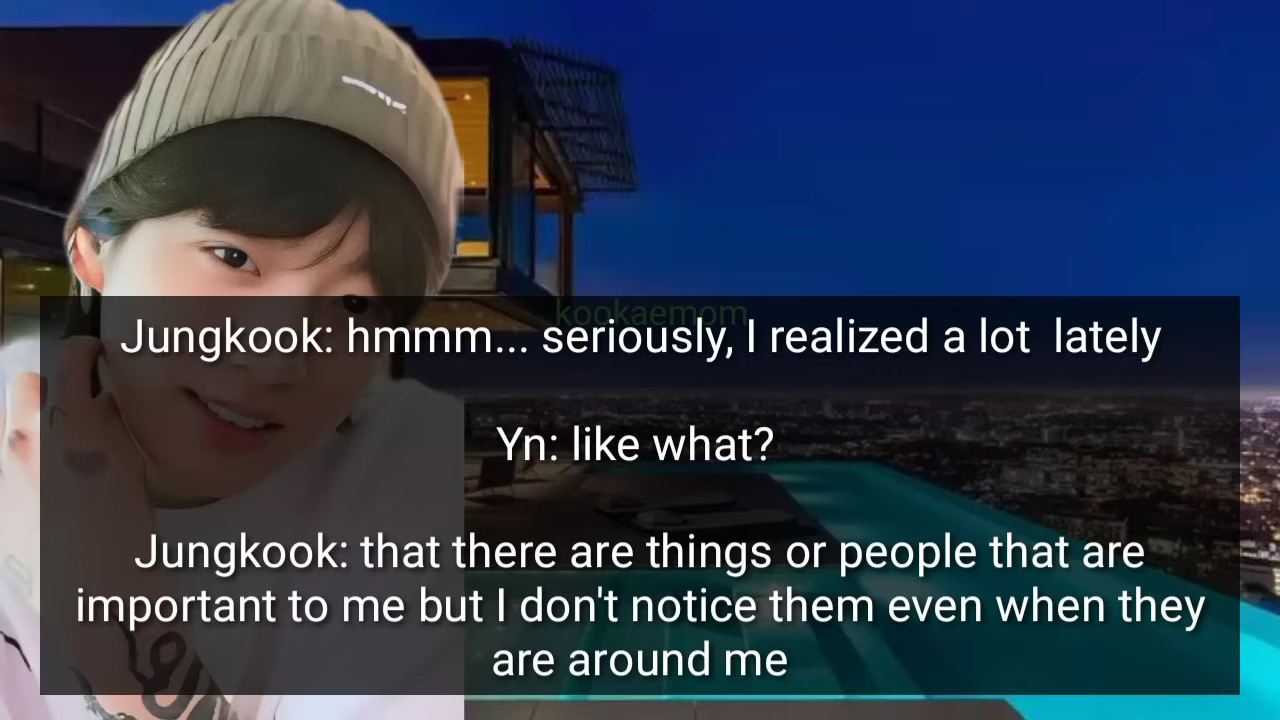 kookaemom
Jungkook: hmmm... seriously, I realized a lot  lately
Yn: like what?
Jungkook: that there are things or people that are
important to me but I don't notice them even when they
are around me